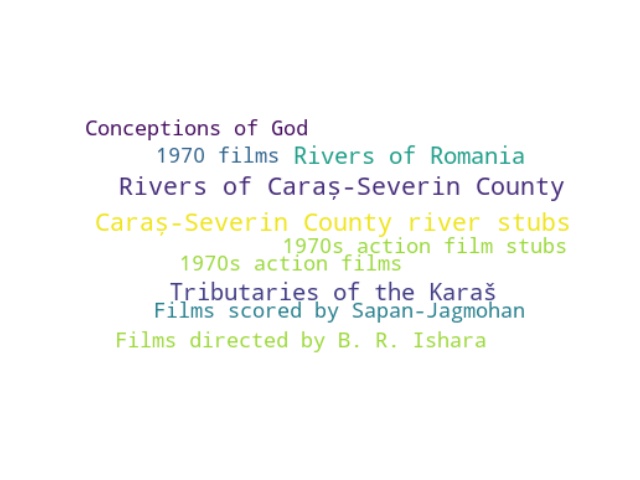 Conceptions of God
1970 films
Rivers of Romania
Rivers of Caraș-Severin County
Caraș-Severin County river stubs
1970s action film stubs
1970s action films
Tributaries of the Karaš
Films scored by Sapan-Jagmohan
Films directed by B. R. Ishara